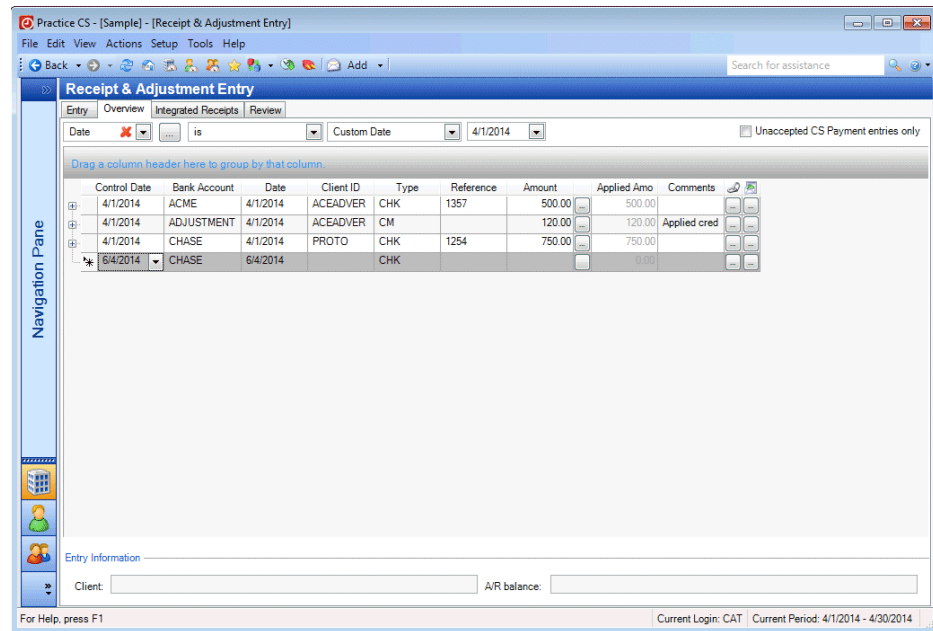 Practice CS - [Sample] - [Receipt & Adjustment Entry]
File Edit View Actions Setup Tools Help
Back Add Search for assistance
Receipt & Adjustment Entry
Entry Overview Integrated Receipts Review
Date ... is Custom Date 4/1/2014 Unaccepted CS Payment entries only
Drag a column header here to group by that column.
Control Date Bank Account Date Client ID Type Reference Amount Applied Amo Comments
4/1/2014 ACME 4/1/2014 ACEADVER CHK 1357 500.00 ... 500.00 ... ...
4/1/2014 ADJUSTMENT 4/1/2014 ACEADVER CM 120.00 ... 120.00 Applied cred ... ...
4/1/2014 CHASE 4/1/2014 PROTO CHK 1254 750.00 ... 750.00 ... ...
6/4/2014 CHASE 6/4/2014 CHK 0.00 ... ...
Navigation Pane
Entry Information
Client: A/R balance:
For Help, press F1 Current Login: CAT Current Period: 4/1/2014 - 4/30/2014